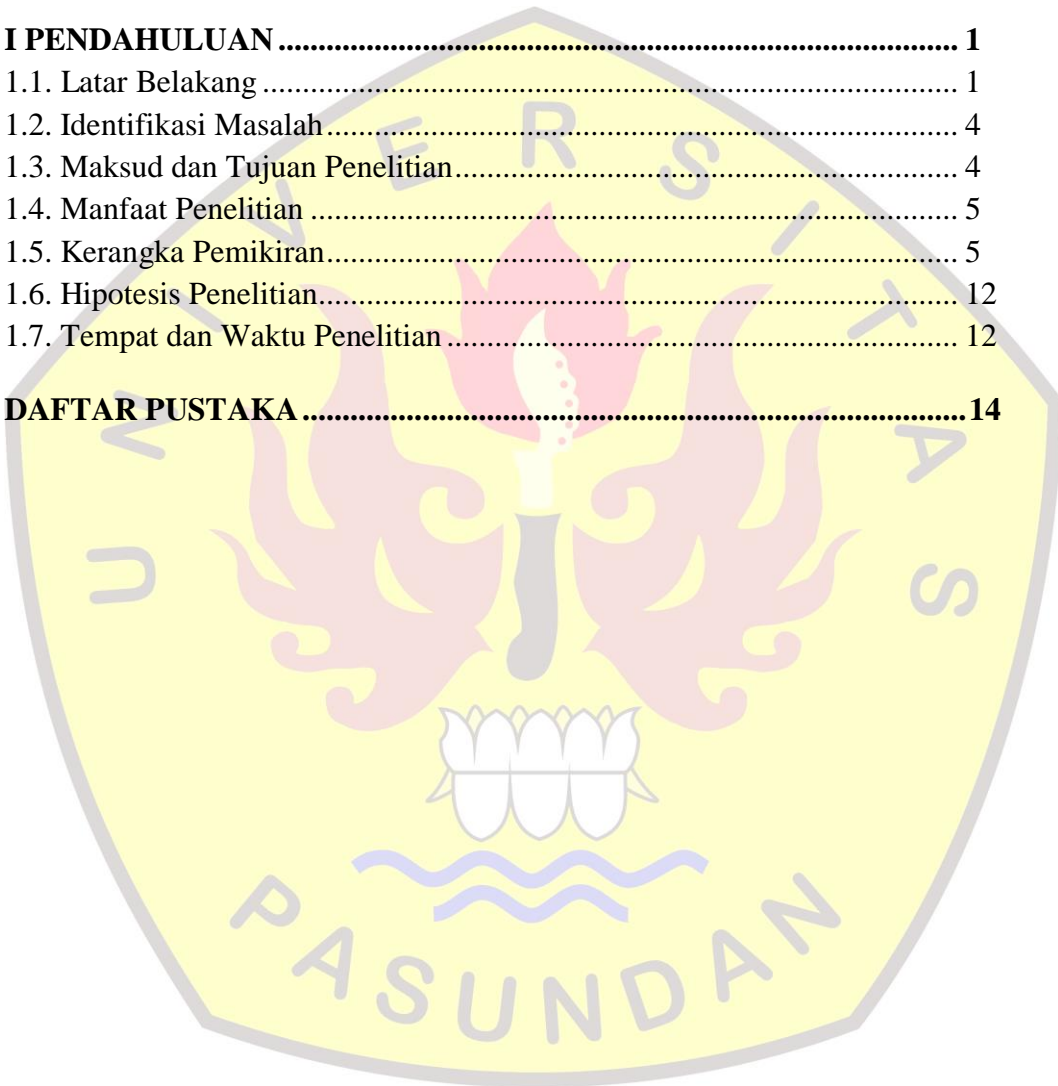 I PENDAHULUAN ........................................................................................ 1
1.1. Latar Belakang ........................................................................................ 1
1.2. Identifikasi Masalah ................................................................................ 4
1.3. Maksud dan Tujuan Penelitian ................................................................ 4
1.4. Manfaat Penelitian .................................................................................. 5
1.5. Kerangka Pemikiran ................................................................................ 5
1.6. Hipotesis Penelitian ................................................................................. 12
1.7. Tempat dan Waktu Penelitian ................................................................. 12
DAFTAR PUSTAKA .................................................................................... 14
UNIVERSITAS
PASUNDAN